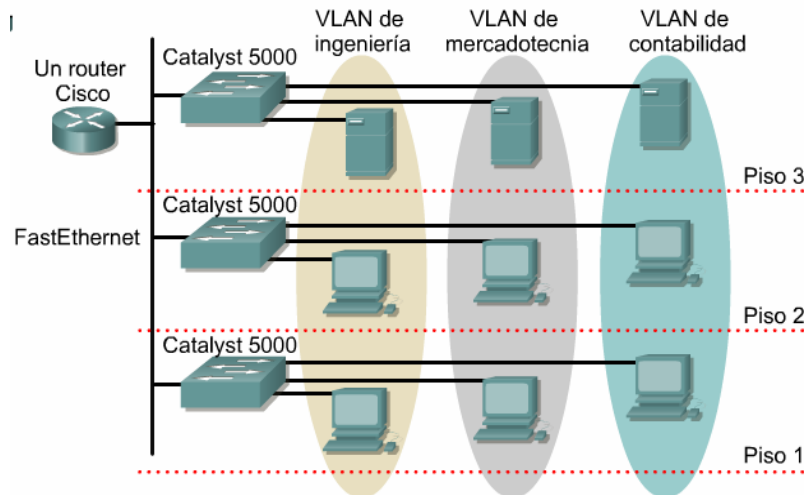 VLAN de
ingeniería
VLAN de
mercadotecnia
VLAN de
contabilidad
Un router
Cisco
Catalyst 5000
Piso 3
Catalyst 5000
FastEthernet
Piso 2
Catalyst 5000
Piso 1